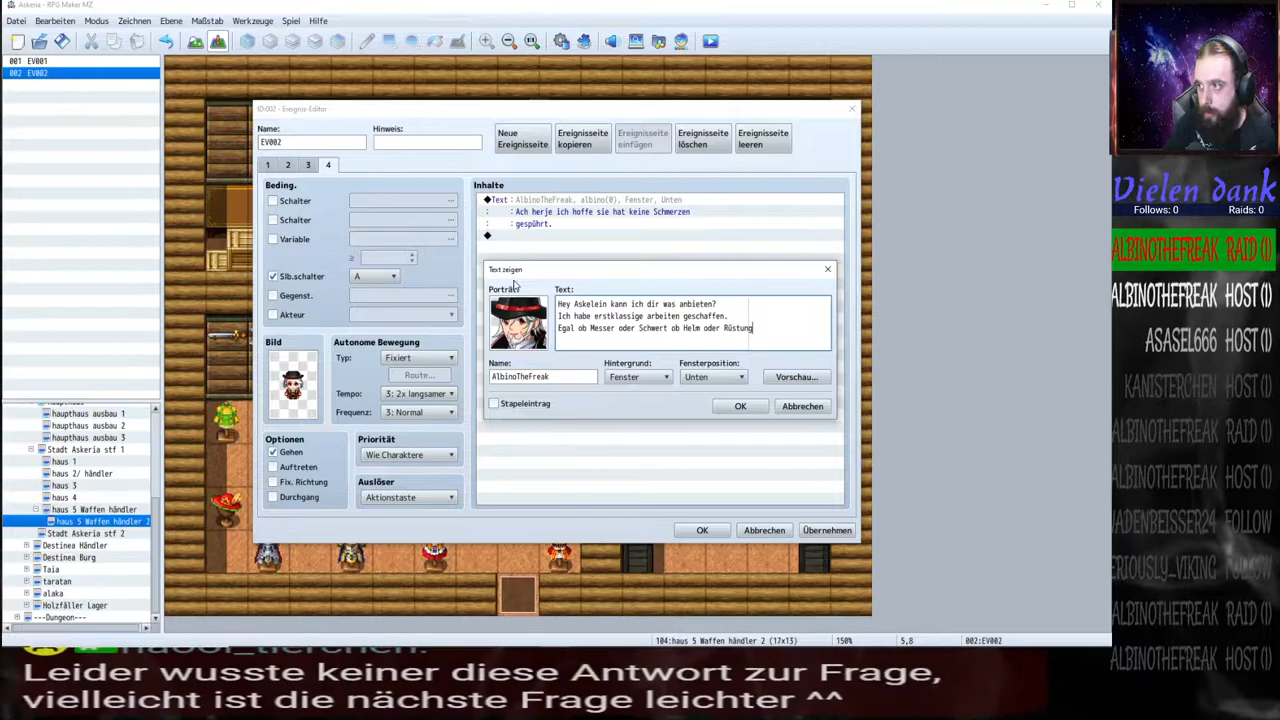 Askeria - RPG Maker MZ
Datei Bearbeiten Modus Zeichnen Ebene Maßstab Werkzeuge Spiel Hilfe
001 EV001
002 EV002
ID:002 - Ereignis-Editor
Name:
Hinweis:
EV002
Neue Ereignisseite
Ereignisseite kopieren
Ereignisseite einfügen
Ereignisseite löschen
Ereignisseite leeren
1 2 3 4
Beding.
Schalter ...
Schalter ...
Variable ...
≥
Slb.schalter A
Gegenst. ...
Akteur ...
Bild
Autonome Bewegung
Typ: Fixiert
Route...
Tempo: 3: 2x langsamer
Frequenz: 3: Normal
Optionen
Gehen
Auftreten
Fix. Richtung
Durchgang
Priorität
Wie Charaktere
Auslöser
Aktionstaste
Inhalte
◆Text : AlbinoTheFreak, albino(0), Fenster, Unten
: : Ach herje ich hoffe sie hat keine Schmerzen
: : gespührt.
◆
Text zeigen
Porträt:
Text:
Hey Askelein kann ich dir was anbieten?
Ich habe erstklassige arbeiten geschaffen.
Egal ob Messer oder Schwert ob Helm oder Rüstung
Name:
Hintergrund:
Fensterposition:
AlbinoTheFreak
Fenster
Unten
Vorschau...
Stapeleintrag
OK
Abbrechen
OK
Abbrechen
Übernehmen
haupthaus ausbau 1
haupthaus ausbau 2
haupthaus ausbau 3
Stadt Askeria stf 1
haus 1
haus 2/ händler
haus 3
haus 4
haus 5 Waffen händler
haus 5 Waffen händler 2
Stadt Askeria stf 2
Destinea Händler
Destinea Burg
Taia
taratan
alaka
Holzfäller Lager
---Dungeon---
104:haus 5 Waffen händler 2 (17x13)
150%
5,8
002:EV002
Vielen dank
Follows: 0 Raids: 0
ALBINOTHEFREAK RAID ()
ALBINOTHEFREAK HOST()
ASASEL666 HOST()
KANISTERCHEN HOST()
ALBINOTHEFREAK HOST()
ALBINOTHEFREAK HOST()
WADENBEISSER24 FOLLOW
SERIOUSLY_VIKING FOLLOW
ALBINOTHEFREAK RAID ()
ALBINOTHEFREAK HOST()
Leider wusste keiner diese Antwort zur Frage,
vielleicht ist die nächste Frage leichter ^^